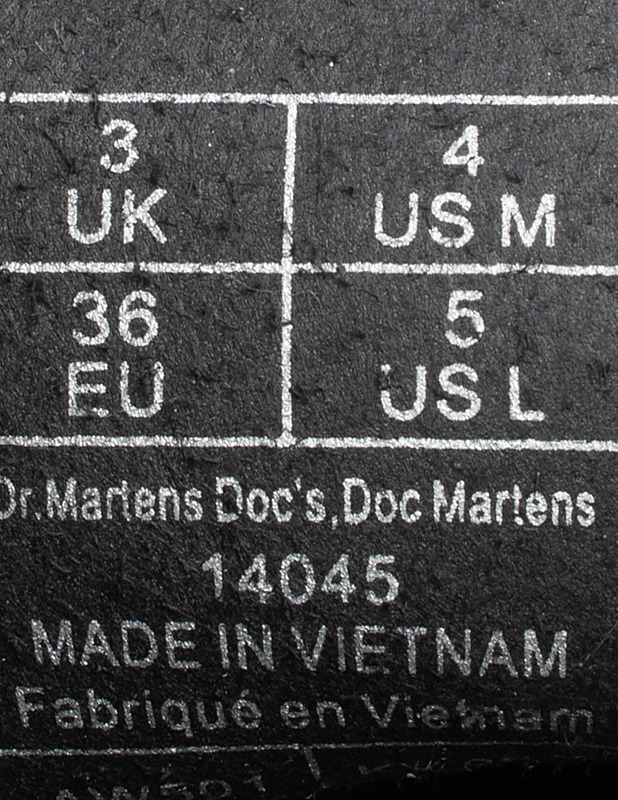 3 4
UK US M
36 5
EU US L
Dr.Martens Doc's,Doc Martens
14045
MADE IN VIETNAM
Fabriqué en Vietnam